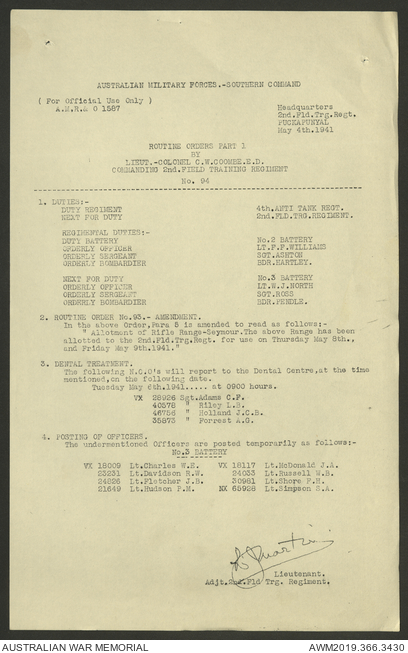 AUSTRALIAN MILITARY FORCES.-SOUTHERN COMMAND
( For Official Use Only )
A.M.R.& O 1587
Headquarters
2nd.Fld.Trg.Regt.
PUCKAPUNYAL
May 4th.1941
ROUTINE ORDERS PART 1
BY
LIEUT.-COLONEL C.W.COOMBE.E.D.
COMMANDING 2nd.FIELD TRAINING REGIMENT
No. 94
1. DUTIES:-
DUTY REGIMENT 4th.ANTI TANK REGT.
NEXT FOR DUTY 2nd.FLD.TRG.REGIMENT.
REGIMENTAL DUTIES:-
DUTY BATTERY No.2 BATTERY
ORDERLY OFFICER LT.F.F.WILLIAMS
ORDERLY SERGEANT SGT.ASHTON
ORDERLY BOMBARDIER BDR.HARTLEY.
NEXT FOR DUTY No.3 BATTERY
ORDERLY OFFICER LT.W.J.NORTH
ORDERLY SERGEANT SGT.ROSS
ORDERLY BOMBARDIER BDR.PENDLE.
2. ROUTINE ORDER No.93.- AMENDMENT.
In the above Order,Para 8 is amended to read as follows:-
" Allotment of Rifle Range-Seymour.The above Range has been
allotted to the 2nd.Fld.Trg.Regt. for use on Thursday May 8th.,
and Friday May 9th.1941."
3. DENTAL TREATMENT.
The following N.C.O's will report to the Dental Centre,at the time
mentioned,on the following date.
Tuesday May 6th.1941..... at 0900 hours.
VX 28926 Sgt.Adams C.F.
40578 " Riley L.B.
46756 " Holland J.C.B.
35873 " Forrest A.G.
4. POSTING OF OFFICERS.
The undermentioned Officers are posted temporarily as follows:-
No.3 BATTERY
VX 18009 Lt.Charles W.H. VX 18117 Lt.McDonald J.A.
23231 Lt.Davidson R.W. 24033 Lt.Russell W.B.
24826 Lt.Fletcher J.B. 30981 Lt.Shore F.H.
21649 Lt.Hudson P.M. NX 65928 Lt.Simpson S.A.
Lieutenant.
Adjt.2nd.Fld Trg. Regiment.
AUSTRALIAN WAR MEMORIAL AWM2019.366.3430